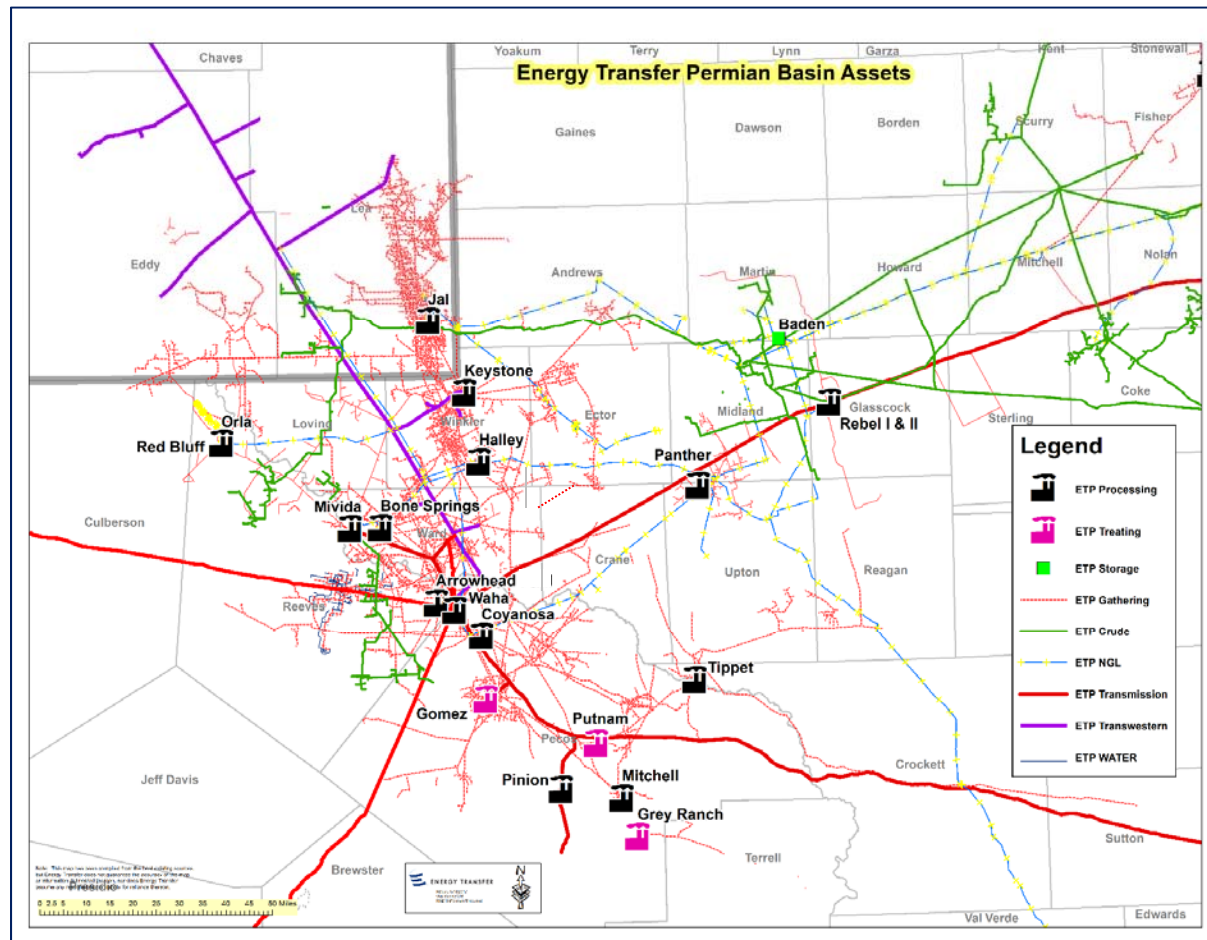 Energy Transfer Permian Basin Assets
Chaves
Yoakum
Terry
Lynn
Garza
Kent
Stonewall
Gaines
Dawson
Borden
Scurry
Fisher
Lea
Eddy
Andrews
Martin
Howard
Mitchell
Nolan
Jal
Baden
Keystone
Loving
Winkler
Ector
Midland
Glasscock
Sterling
Coke
Orla
Red Bluff
Halley
Rebel I & II
Panther
Culberson
Mivida
Bone Springs
Ward
Crane
Upton
Reagan
Reeves
Arrowhead
Waha
Coyanosa
Tippet
Gomez
Putnam
Pecos
Crockett
Jeff Davis
Pinion
Mitchell
Grey Ranch
Sutton
Brewster
Terrell
Presidio
Val Verde
Edwards
Legend
ETP Processing
ETP Treating
ETP Storage
ETP Gathering
ETP Crude
ETP NGL
ETP Transmission
ETP Transwestern
ETP WATER
0 2.5 5 10 15 20 25 30 35 40 45 50 Miles
ENERGY TRANSFER
N